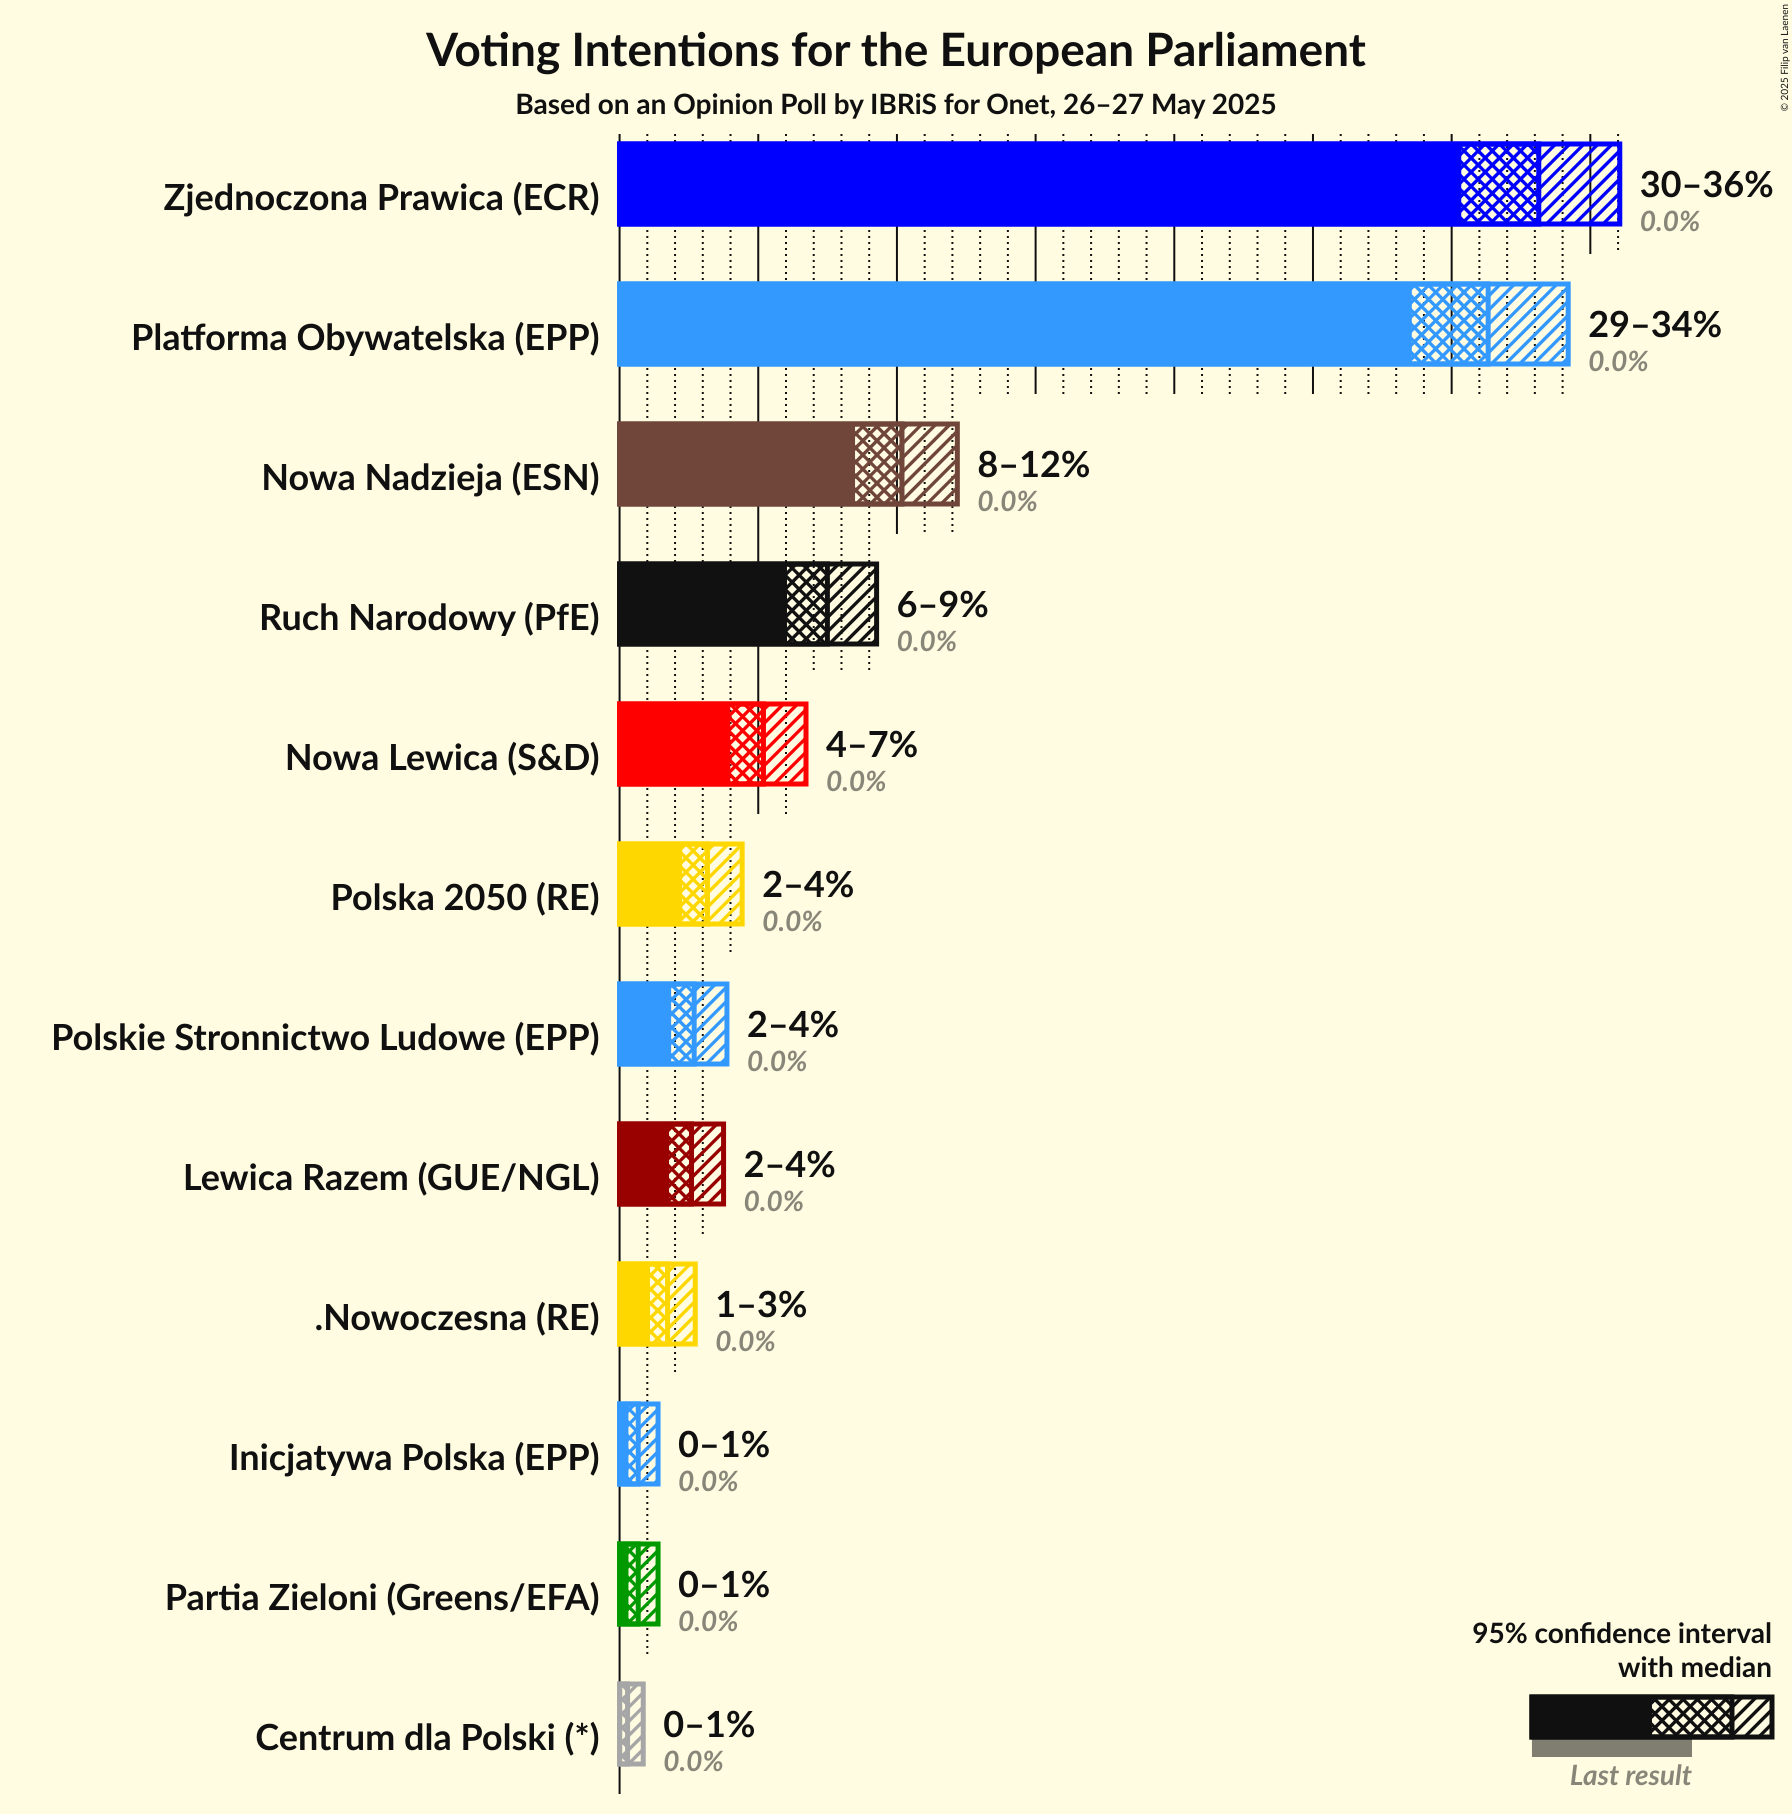 Voting Intentions for the European Parliament
Based on an Opinion Poll by IBRiS for Onet, 26–27 May 2025
© 2025 Filip van Laenen
Zjednoczona Prawica (ECR)
30–36%
0.0%
Platforma Obywatelska (EPP)
29–34%
0.0%
Nowa Nadzieja (ESN)
8–12%
0.0%
Ruch Narodowy (PfE)
6–9%
0.0%
Nowa Lewica (S&D)
4–7%
0.0%
Polska 2050 (RE)
2–4%
0.0%
Polskie Stronnictwo Ludowe (EPP)
2–4%
0.0%
Lewica Razem (GUE/NGL)
2–4%
0.0%
.Nowoczesna (RE)
1–3%
0.0%
Inicjatywa Polska (EPP)
0–1%
0.0%
Partia Zieloni (Greens/EFA)
0–1%
0.0%
Centrum dla Polski (*)
0–1%
0.0%
95% confidence interval
with median
Last result